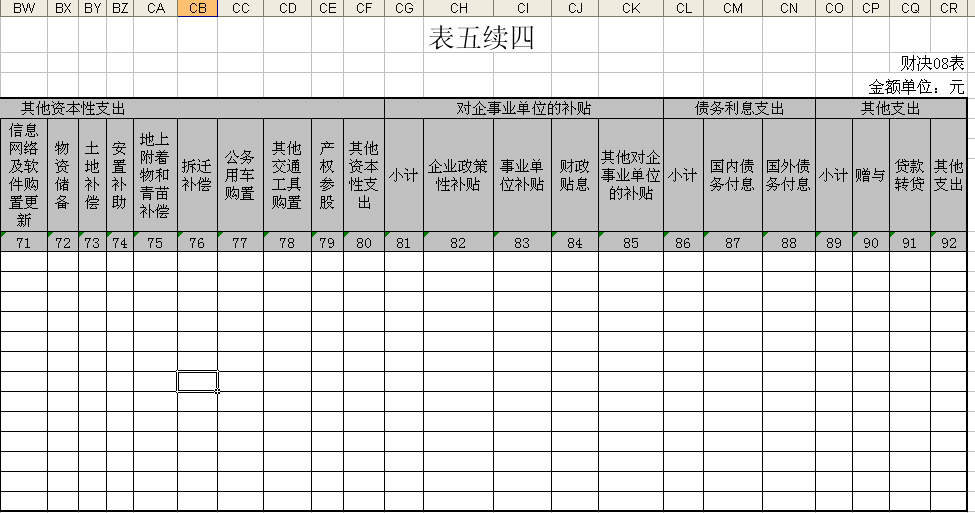 BW BX BY BZ CA CB CC CD CE CF CG CH CI CJ CK CL CM CN CO CP CQ CR
表五续四
财决08表
金额单位：元
其他资本性支出 对企事业单位的补贴 债务利息支出 其他支出
信息
网络
及软
件购
置更
新
物
资
储
备
土
地
补
偿
安
置
补
助
地上
附着
物和
青苗
补偿
拆迁
补偿
公务
用车
购置
其他
交通
工具
购置
产
权
参
股
其他
资本
性支
出
小计
企业政策
性补贴
事业单
位补贴
财政
贴息
其他对企
事业单位
的补贴
小计
国内债
务付息
国外债
务付息
小计
赠与
贷款
转贷
其他
支出
71 72 73 74 75 76 77 78 79 80 81 82 83 84 85 86 87 88 89 90 91 92